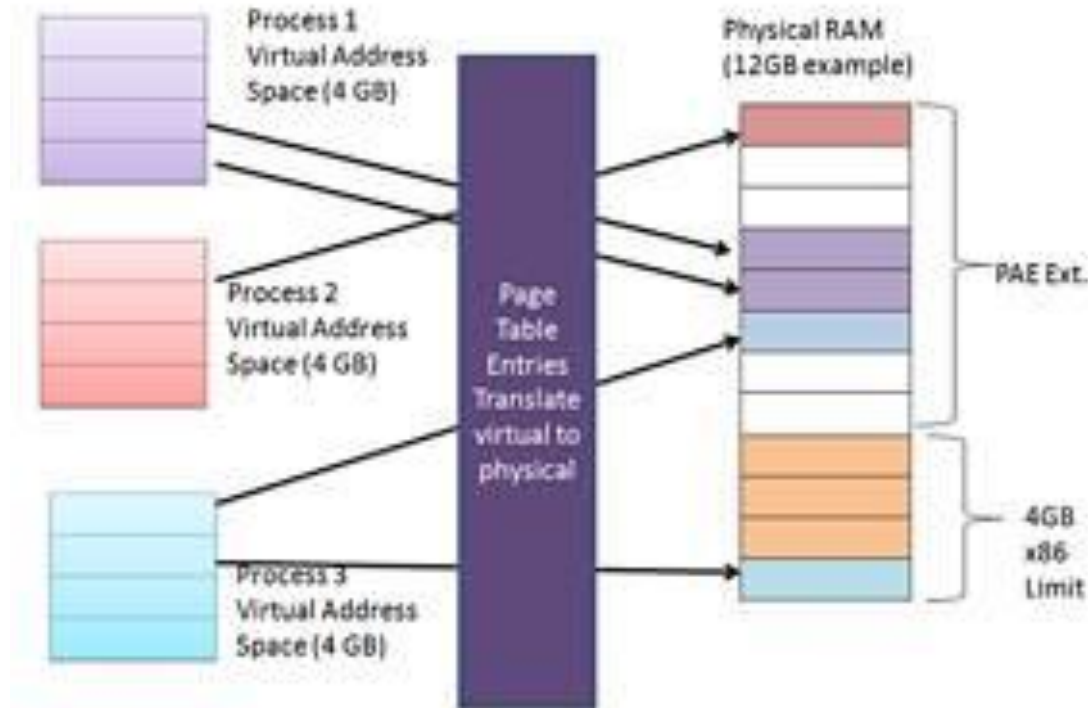 Process 1
Virtual Address
Space (4 GB)
Process 2
Virtual Address
Space (4 GB)
Process 3
Virtual Address
Space (4 GB)
Page
Table
Entries
Translate
virtual to
physical
Physical RAM
(12GB example)
PAE Ext.
4GB
x86
Limit